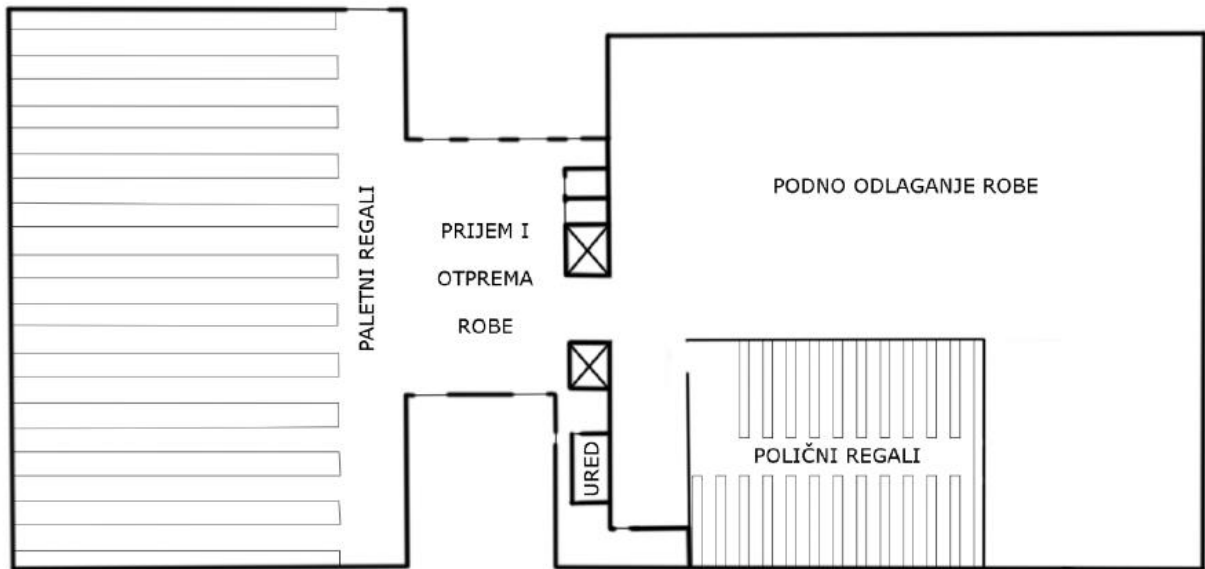 PALETNI REGALI
PRIJEM I
OTPREMA
ROBE
PODNO ODLAGANJE ROBE
URED
POLIČNI REGALI